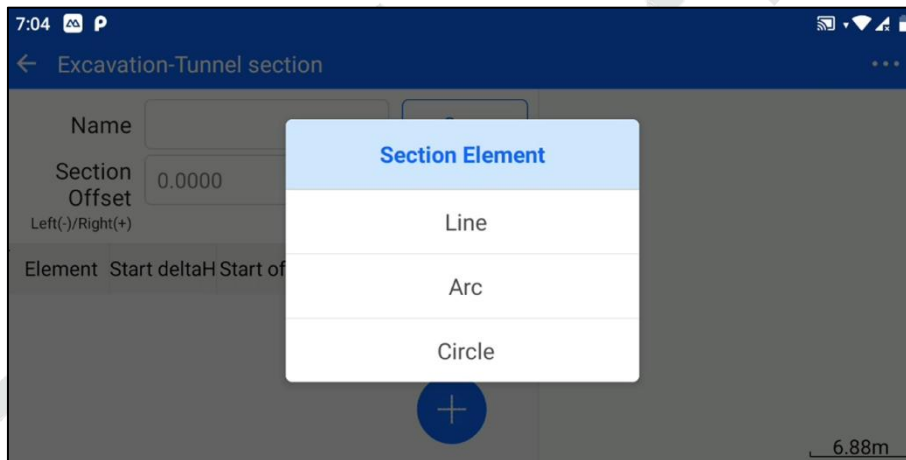 7:04
Excavation-Tunnel section
Name
Section
Offset
0.0000
Left(-)/Right(+)
Element Start deltaH Start of
Section Element
Line
Arc
Circle
6.88m